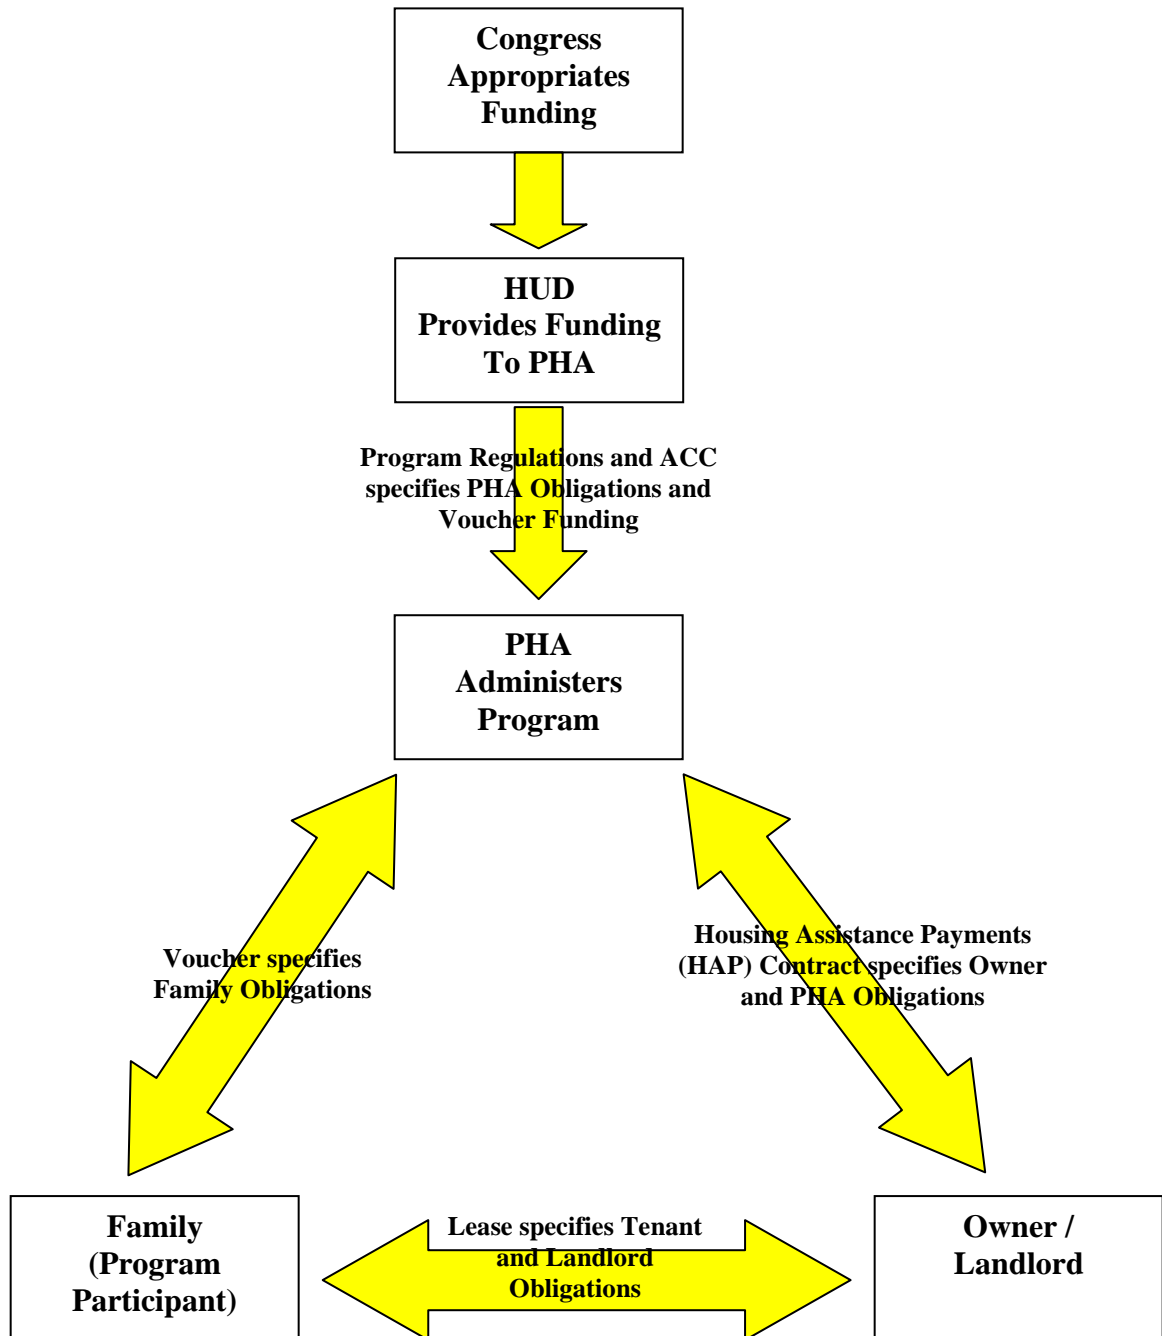 Congress
Appropriates
Funding
HUD
Provides Funding
To PHA
Program Regulations and ACC
specifies PHA Obligations and
Voucher Funding
PHA
Administers
Program
Voucher specifies
Family Obligations
Housing Assistance Payments
(HAP) Contract specifies Owner
and PHA Obligations
Family
(Program
Participant)
Lease specifies Tenant
and Landlord
Obligations
Owner /
Landlord